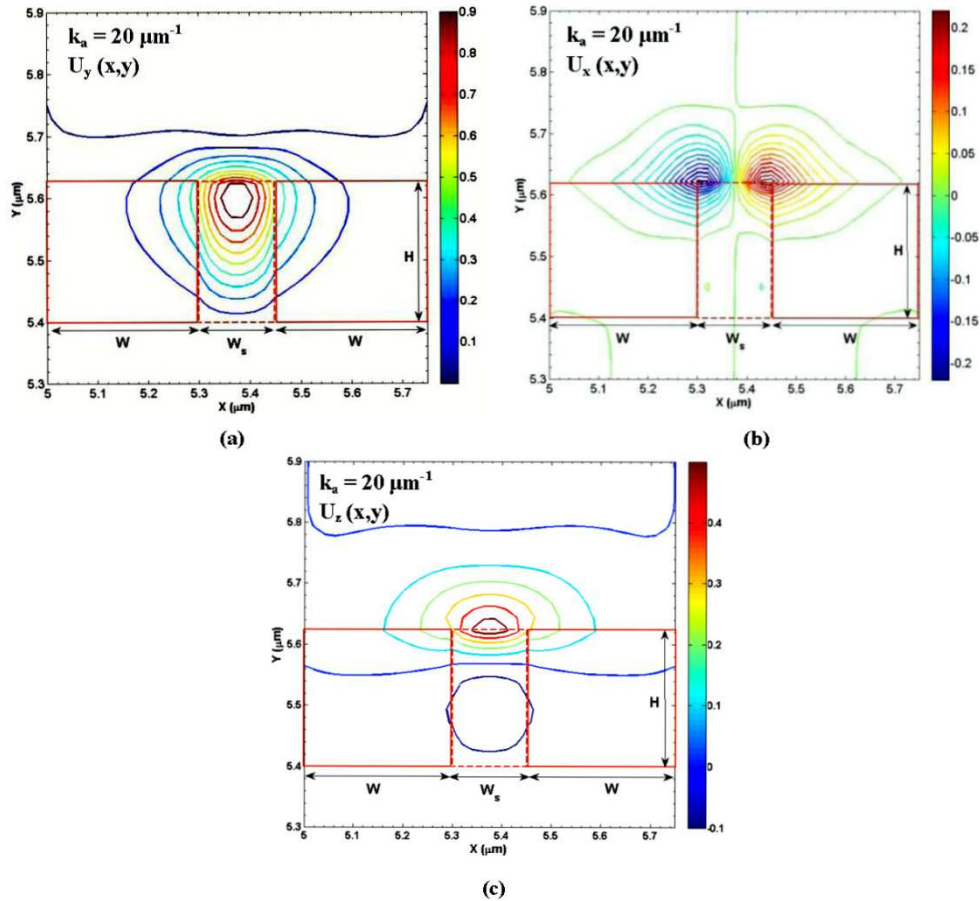 kₐ = 20 µm⁻¹
U_y (x,y)
5.9
5.8
5.7
5.6
5.5
5.4
5.3
Y (µm)
5
5.1
5.2
5.3
5.4
5.5
5.6
5.7
X (µm)
W
W_s
W
H
0.9
0.8
0.7
0.6
0.5
0.4
0.3
0.2
0.1
(a)
kₐ = 20 µm⁻¹
U_x (x,y)
5.9
5.8
5.7
5.6
5.5
5.4
5.3
Y (µm)
5
5.1
5.2
5.3
5.4
5.5
5.6
5.7
X (µm)
W
W_s
W
H
0.2
0.15
0.1
0.05
0
-0.05
-0.1
-0.15
-0.2
(b)
kₐ = 20 µm⁻¹
U_z (x,y)
5.9
5.8
5.7
5.6
5.5
5.4
5.3
Y (µm)
5
5.1
5.2
5.3
5.4
5.5
5.6
5.7
X (µm)
W
W_s
W
H
0.4
0.3
0.2
0.1
0
-0.1
(c)